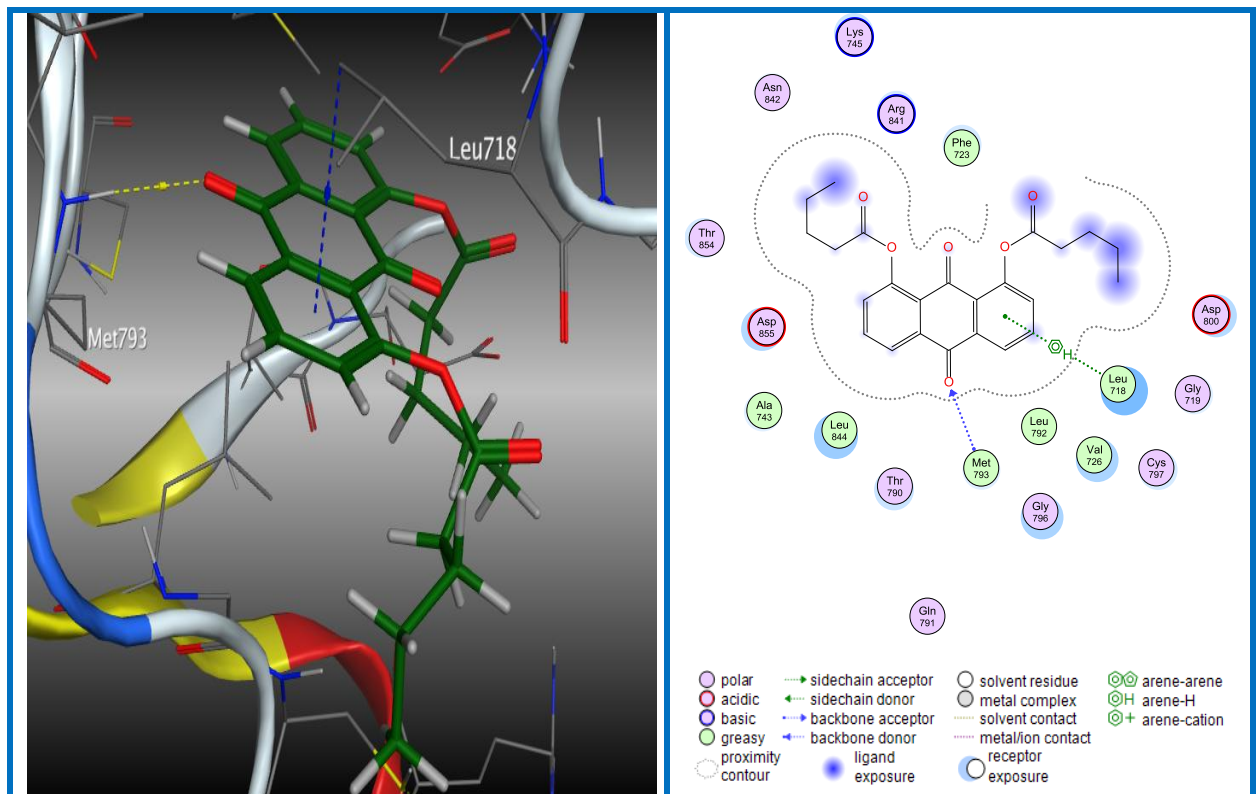 Leu718
Met793
Lys
745
Asn
842
Arg
841
Phe
723
Thr
854
O
O
O
O
O
Asp
855
Asp
800
H
O
Leu
718
Gly
719
Ala
743
Leu
844
Leu
792
Val
726
Met
793
Cys
797
Thr
790
Gly
796
Gln
791
polar
acidic
basic
greasy
proximity
contour
sidechain acceptor
sidechain donor
backbone acceptor
backbone donor
ligand
exposure
solvent residue
metal complex
solvent contact
metal/ion contact
receptor
exposure
arene-arene
H arene-H
+ arene-cation